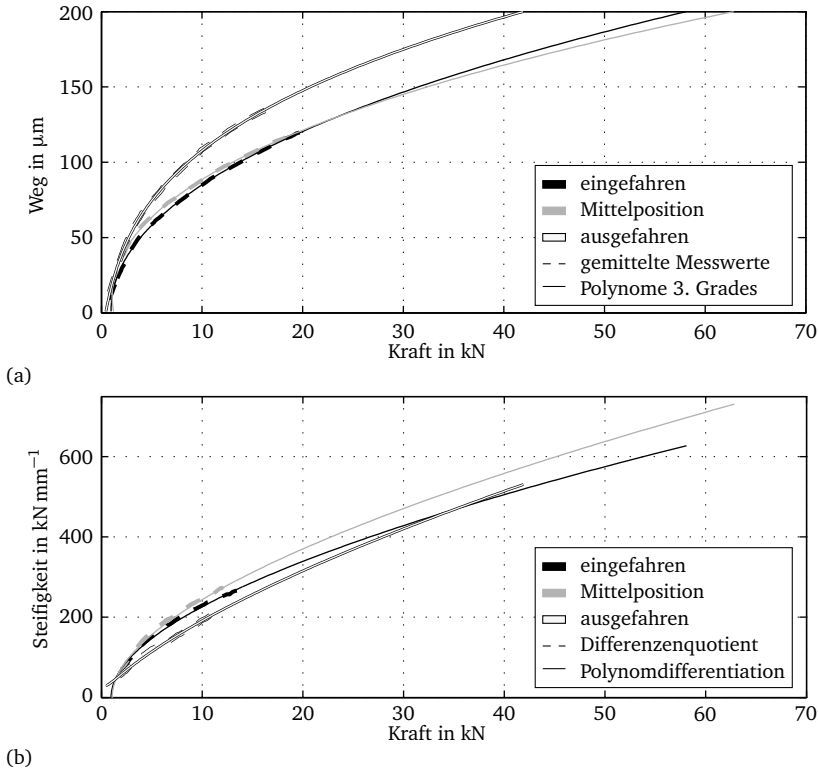 200
150
100
50
0
Weg in µm
eingefahren
Mittelposition
ausgefahren
gemittelte Messwerte
Polynome 3. Grades
0 10 20 30 40 50 60 70
Kraft in kN
(a)
600
400
200
0
Steifigkeit in kN mm⁻¹
eingefahren
Mittelposition
ausgefahren
Differenzenquotient
Polynomdifferentiation
0 10 20 30 40 50 60 70
Kraft in kN
(b)